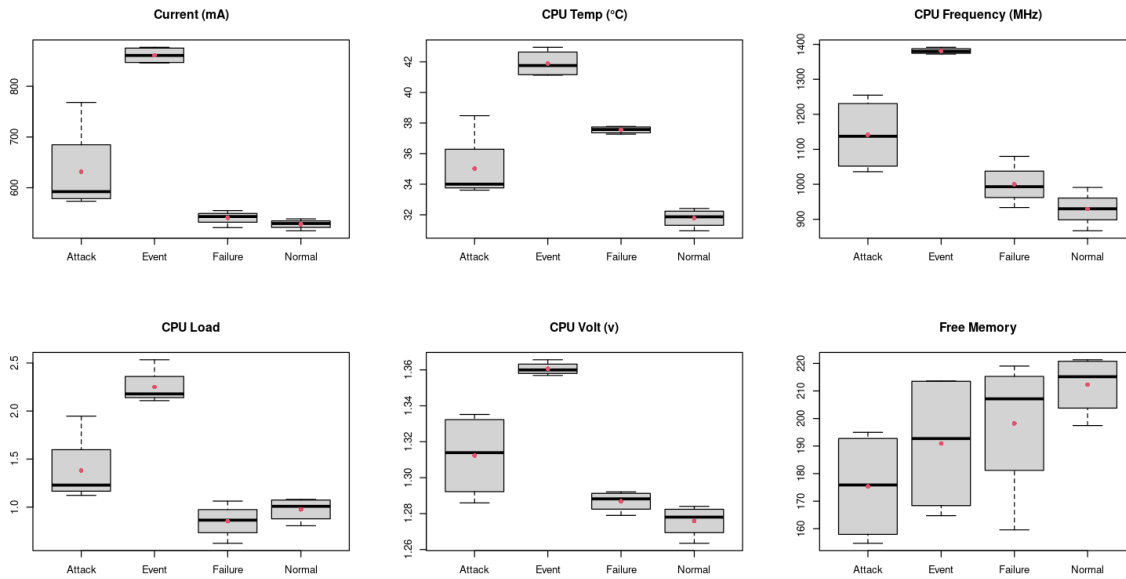 Current (mA)
800
700
600
Attack Event Failure Normal
CPU Temp (°C)
42
38
36
34
32
Attack Event Failure Normal
CPU Frequency (MHz)
1400
1300
1200
1100
1000
900
Attack Event Failure Normal
CPU Load
2.5
2.0
1.5
1.0
Attack Event Failure Normal
CPU Volt (v)
1.36
1.32
1.30
1.28
1.26
Attack Event Failure Normal
Free Memory
220
210
200
190
180
170
160
Attack Event Failure Normal